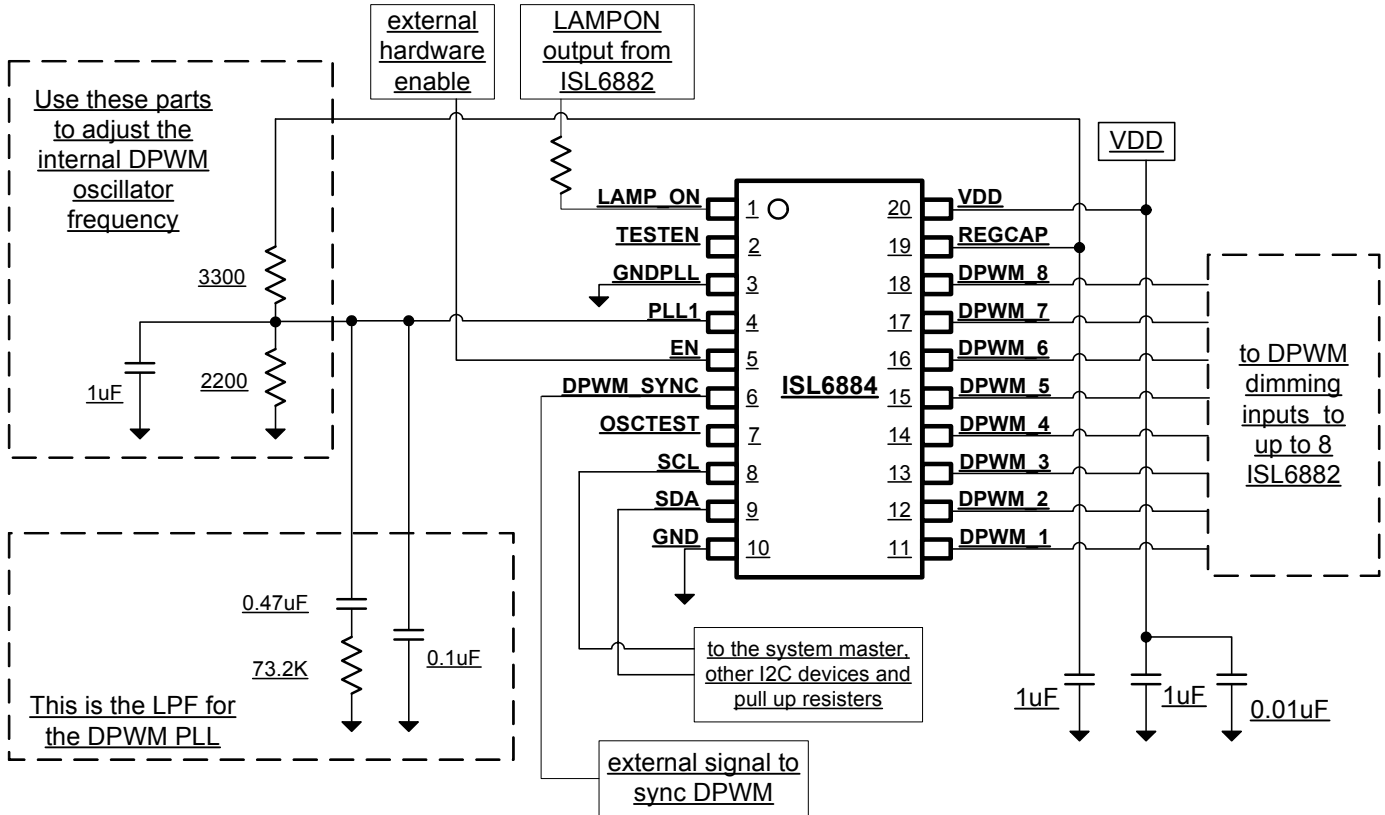 external
hardware
enable
LAMPON
output from
ISL6882
Use these parts
to adjust the
internal DPWM
oscillator
frequency
VDD
3300
1uF
2200
LAMP_ON
TESTEN
GNDPLL
PLL1
EN
DPWM_SYNC
OSCTEST
SCL
SDA
GND
1
2
3
4
5
6
7
8
9
10
ISL6884
20
19
18
17
16
15
14
13
12
11
VDD
REGCAP
DPWM_8
DPWM_7
DPWM_6
DPWM_5
DPWM_4
DPWM_3
DPWM_2
DPWM_1
to DPWM
dimming
inputs to
up to 8
ISL6882
0.47uF
73.2K
0.1uF
This is the LPF for
the DPWM PLL
to the system master,
other I2C devices and
pull up resisters
1uF
1uF
0.01uF
external signal to
sync DPWM